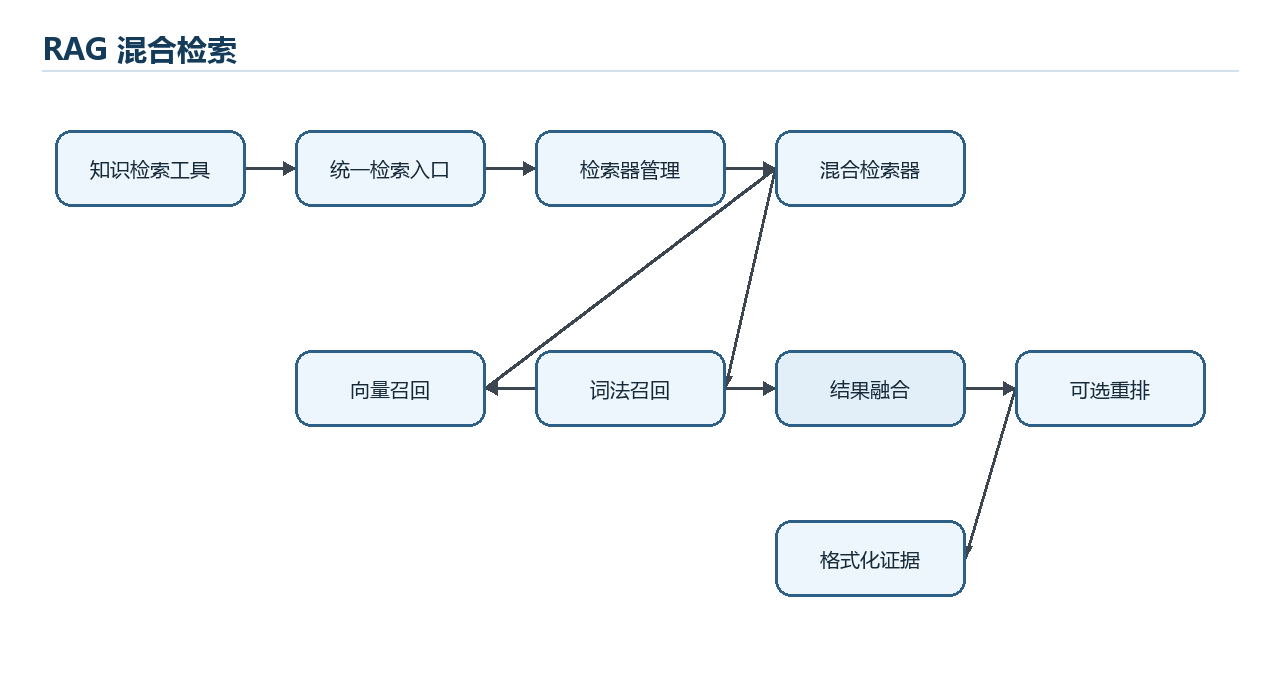 RAG 混合检索
知识检索工具
统一检索入口
检索器管理
混合检索器
向量召回
词法召回
结果融合
可选重排
格式化证据